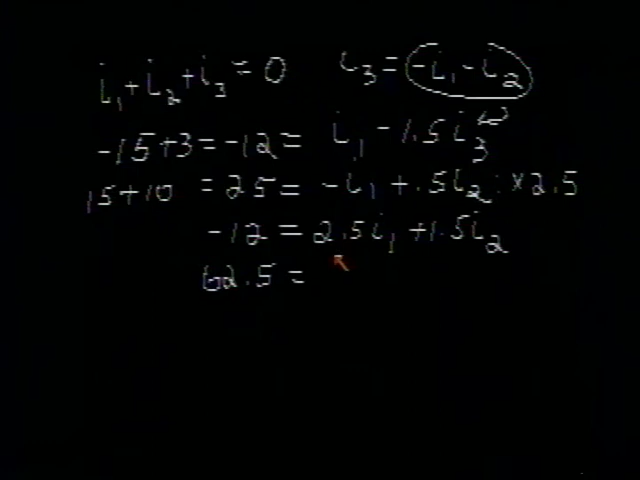 i₁ + i₂ + i₃ = 0   i₃ = -i₁ - i₂
-15 + 3 = -12 = i₁ - 1.5i₃
15 + 10 = 25 = -i₁ + .5i₂ : × 2.5
-12 = 2.5i₁ + 1.5i₂
62.5 =